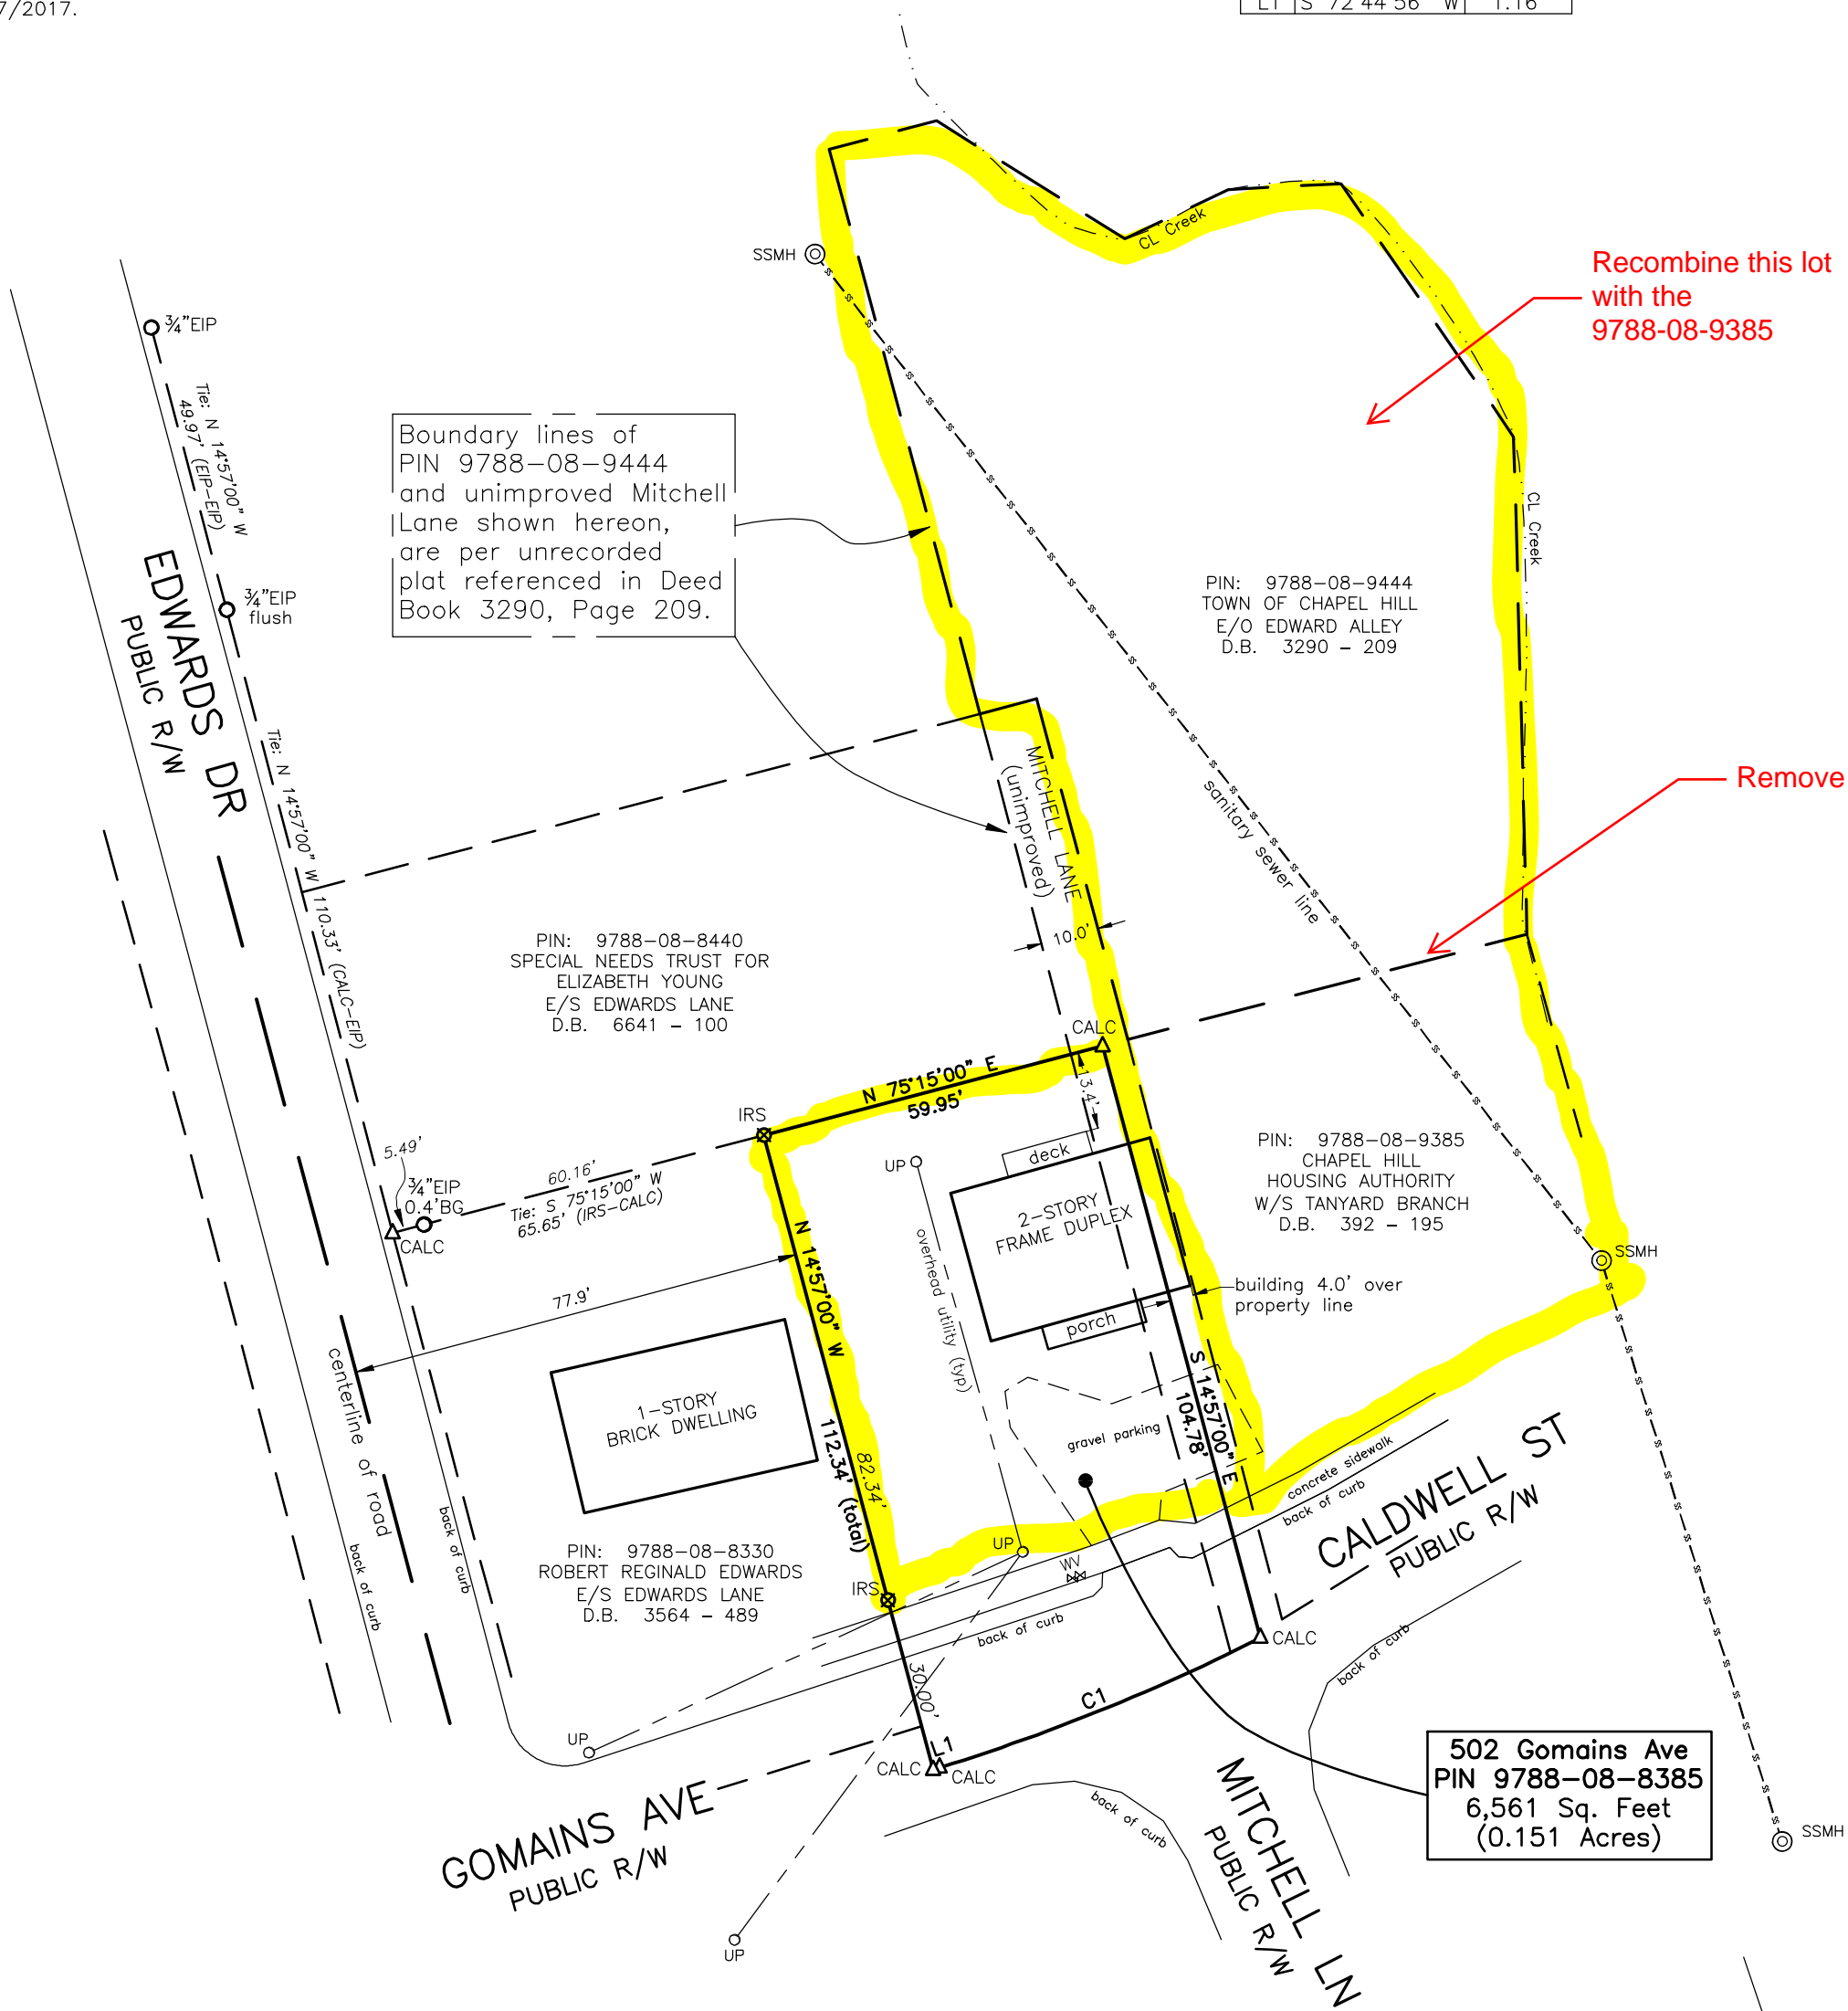 7/2017.
L1 S 72°44'56" W 1.16'
Recombine this lot
with the
9788-08-9385
SSMH
¾"EIP
Tie: N 14°57'00" W
49.97' (EIP-EIP)
Boundary lines of
PIN 9788-08-9444
and unimproved Mitchell
Lane shown hereon,
are per unrecorded
plat referenced in Deed
Book 3290, Page 209.
CL Creek
CL Creek
EDWARDS DR
PUBLIC R/W
¾"EIP
flush
PIN: 9788-08-9444
TOWN OF CHAPEL HILL
E/O EDWARD ALLEY
D.B. 3290 - 209
Tie: N 14°57'00" W 110.33' (CALC-EIP)
MITCHELL LANE
(unimproved)
sanitary sewer line
Remove
10.0'
PIN: 9788-08-8440
SPECIAL NEEDS TRUST FOR
ELIZABETH YOUNG
E/S EDWARDS LANE
D.B. 6641 - 100
CALC
N 75°15'00" E
59.95'
13.4'
IRS
5.49'
¾"EIP
0.4'BG
CALC
60.16'
Tie: S 75°15'00" W
65.65' (IRS-CALC)
UP
deck
2-STORY
FRAME DUPLEX
porch
PIN: 9788-08-9385
CHAPEL HILL
HOUSING AUTHORITY
W/S TANYARD BRANCH
D.B. 392 - 195
SSMH
building 4.0' over
property line
overhead utility (typ)
N 14°57'00" W
112.34' (total)
82.34'
77.9'
centerline of road
1-STORY
BRICK DWELLING
S 14°57'00" E
104.78'
gravel parking
concrete sidewalk
back of curb
CALDWELL ST
PUBLIC R/W
back of curb
back of curb
PIN: 9788-08-8330
ROBERT REGINALD EDWARDS
E/S EDWARDS LANE
D.B. 3564 - 489
IRS
UP
WV
back of curb
CALC
back of curb
30.00'
C1
L1
UP
CALC
CALC
502 Gomains Ave
PIN 9788-08-8385
6,561 Sq. Feet
(0.151 Acres)
SSMH
GOMAINS AVE
PUBLIC R/W
back of curb
MITCHELL LN
PUBLIC R/W
UP